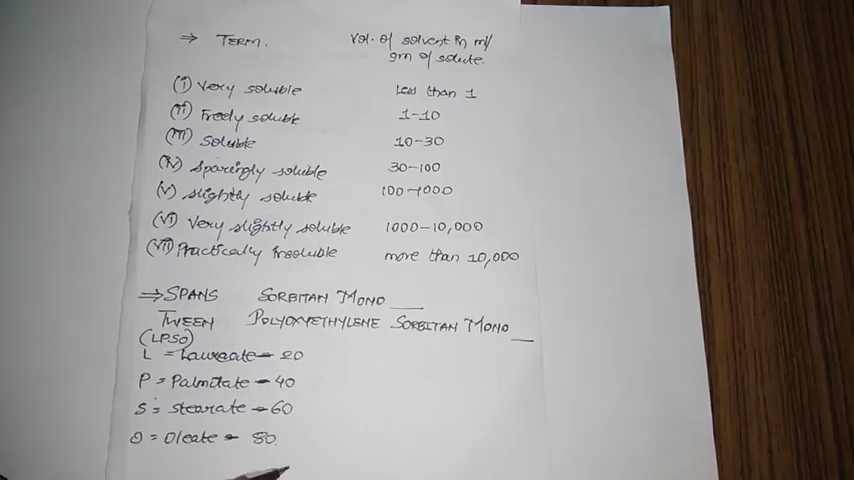 ⇒ TERM. Vol. of solvent in ml/
gm of solute.
(i) Very soluble less than 1
(ii) Freely soluble 1-10
(iii) Soluble 10-30
(iv) Sparingly soluble 30-100
(v) slightly soluble 100-1000
(vi) Very slightly soluble 1000-10,000
(vii) Practically insoluble more than 10,000
⇒ SPANS SORBITAN MONO ___
TWEEN POLYOXYETHYLENE SORBITAN MONO ___
(LPSO)
L = Laureate - 20
P = Palmitate - 40
S = stearate - 60
O = Oleate - 80.